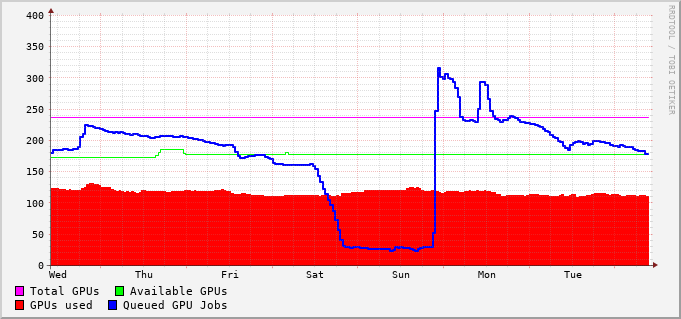 400
350
300
250
200
150
100
50
0
Wed Thu Fri Sat Sun Mon Tue
Total GPUs Available GPUs
GPUs used Queued GPU Jobs
RRDTOOL / TOBI OETIKER